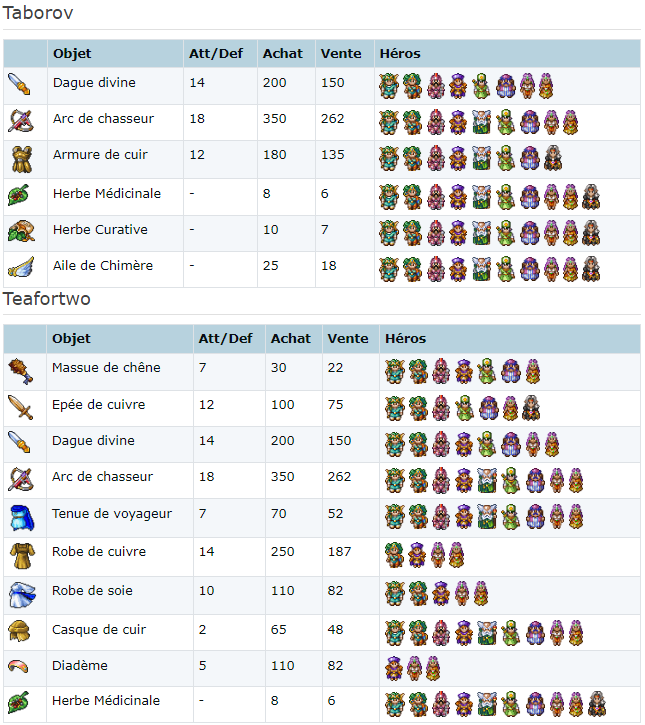 Taborov
Objet Att/Def Achat Vente Héros
Dague divine 14 200 150
Arc de chasseur 18 350 262
Armure de cuir 12 180 135
Herbe Médicinale - 8 6
Herbe Curative - 10 7
Aile de Chimère - 25 18
Teafortwo
Objet Att/Def Achat Vente Héros
Massue de chêne 7 30 22
Epée de cuivre 12 100 75
Dague divine 14 200 150
Arc de chasseur 18 350 262
Tenue de voyageur 7 70 52
Robe de cuivre 14 250 187
Robe de soie 10 110 82
Casque de cuir 2 65 48
Diadème 5 110 82
Herbe Médicinale - 8 6